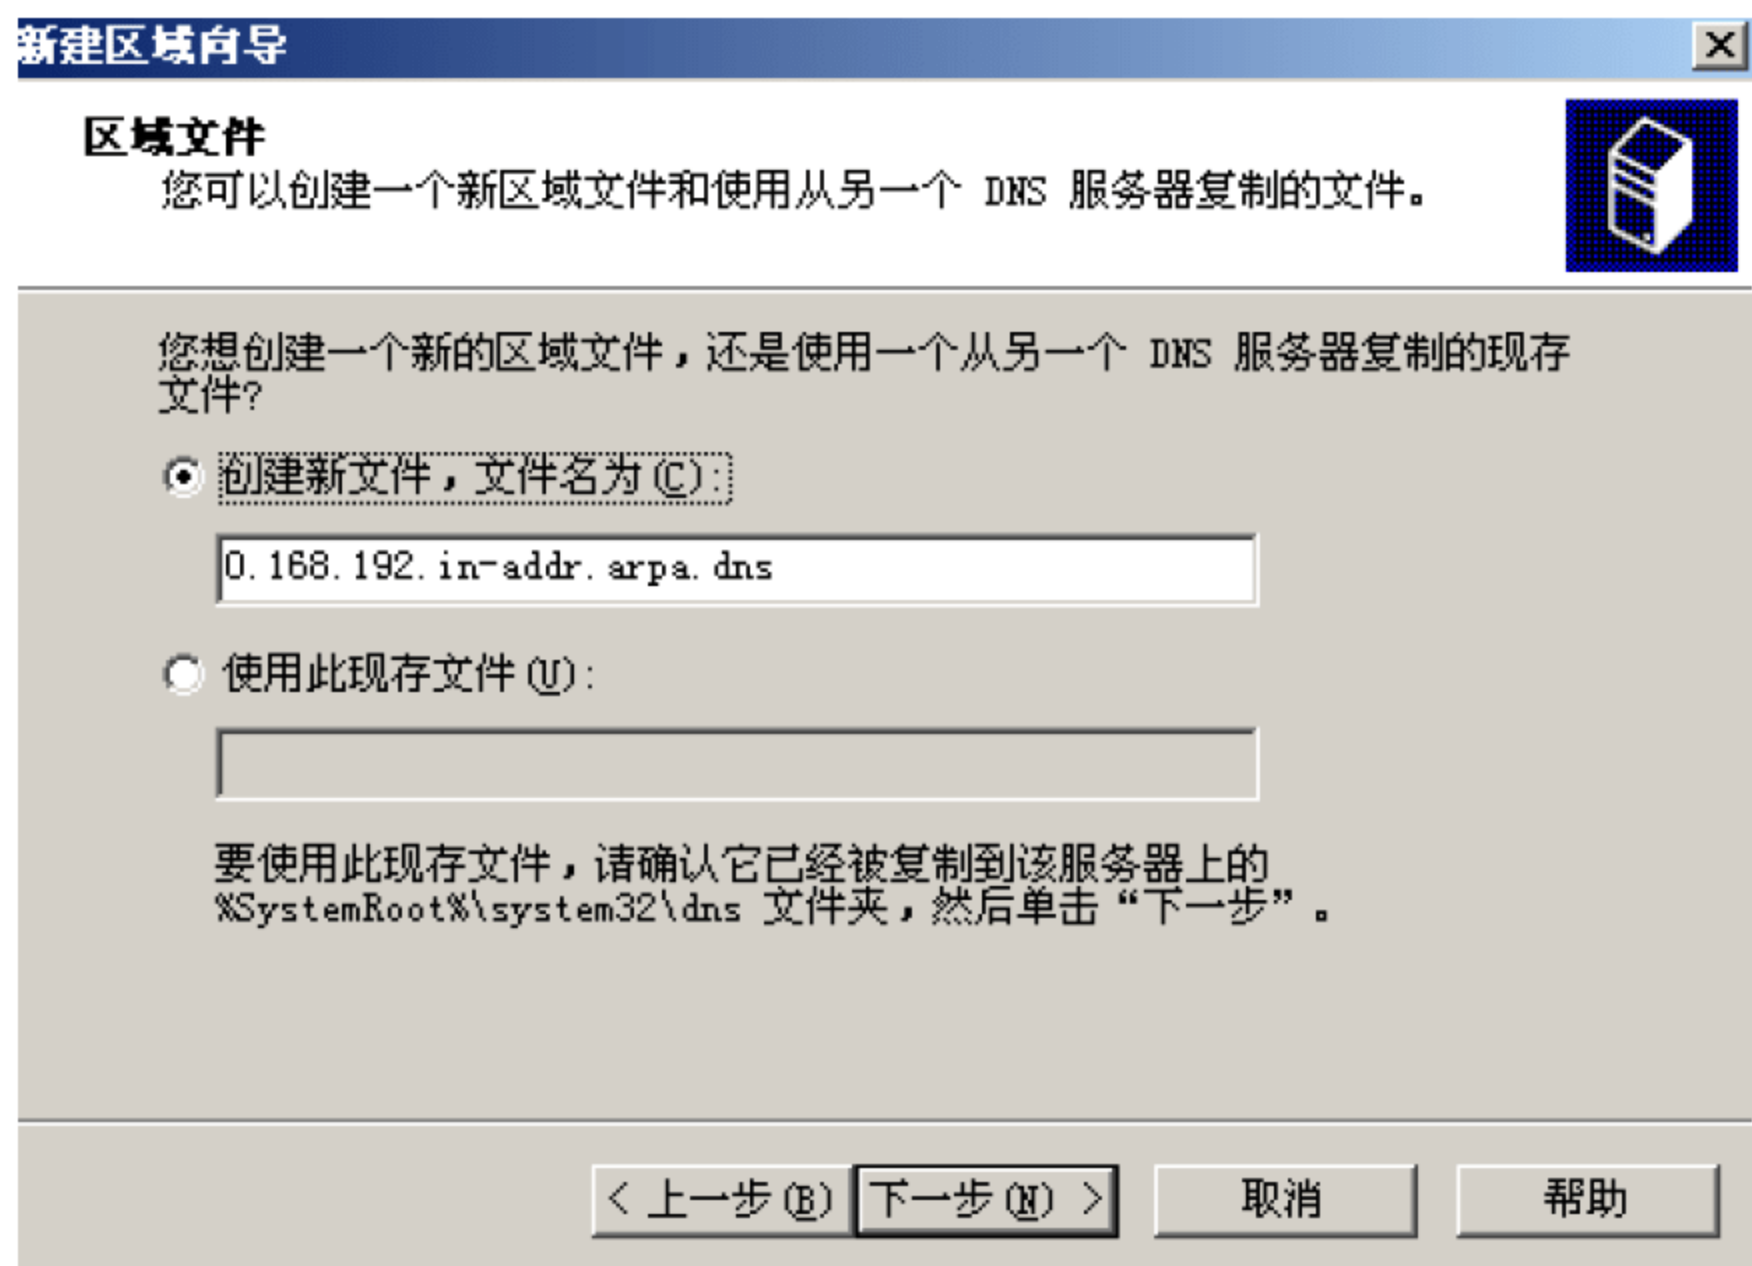 新建区域向导
区域文件
您可以创建一个新区域文件和使用从另一个 DNS 服务器复制的文件。
您想创建一个新的区域文件，还是使用一个从另一个 DNS 服务器复制的现存
文件?
创建新文件，文件名为(C):
0.168.192.in-addr.arpa.dns
使用此现存文件(U):
要使用此现存文件，请确认它已经被复制到该服务器上的
%SystemRoot%\system32\dns 文件夹，然后单击“下一步”。
< 上一步(B) 下一步(N) > 取消 帮助